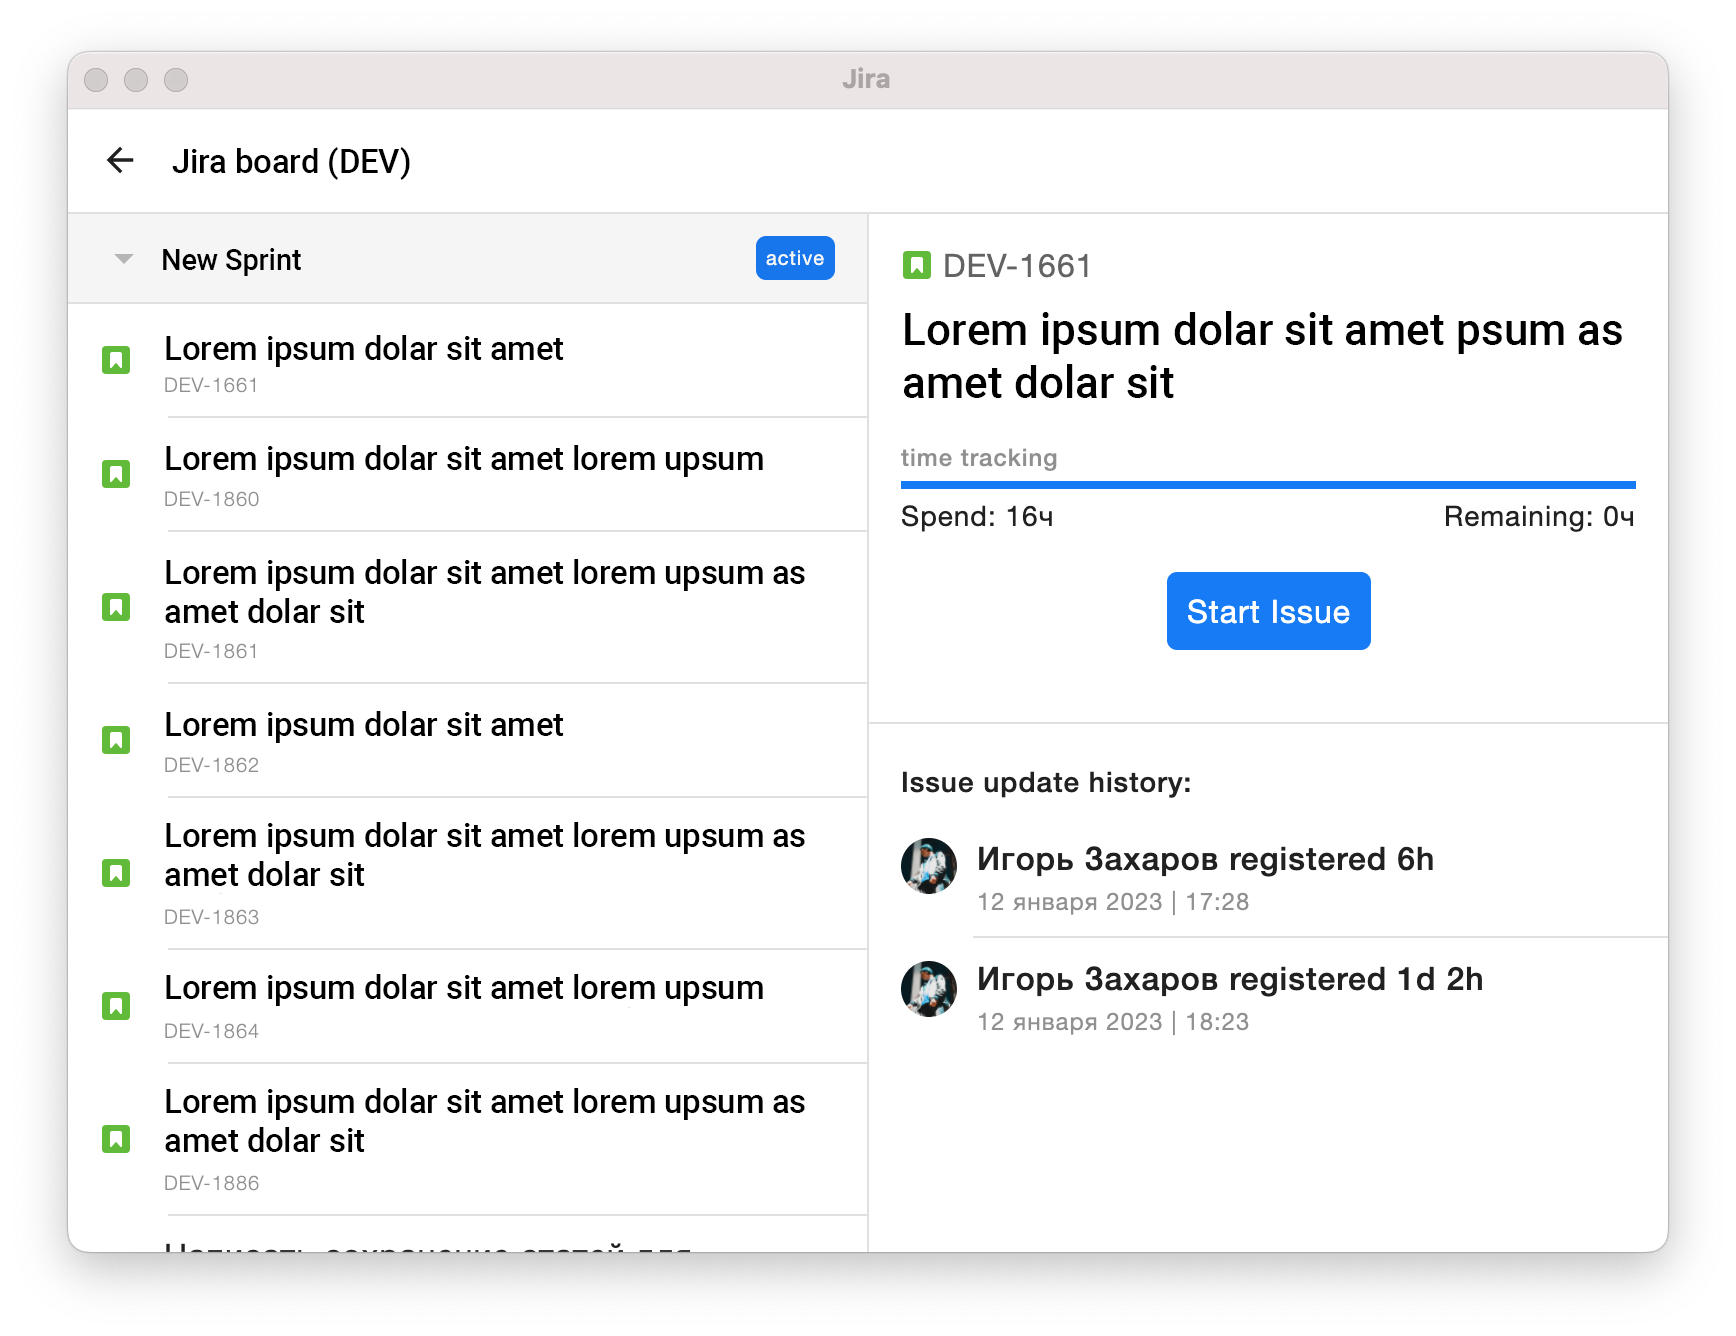 Jira
Jira board (DEV)
New Sprint
active
Lorem ipsum dolar sit amet
DEV-1661
Lorem ipsum dolar sit amet lorem upsum
DEV-1860
Lorem ipsum dolar sit amet lorem upsum as
amet dolar sit
DEV-1861
Lorem ipsum dolar sit amet
DEV-1862
Lorem ipsum dolar sit amet lorem upsum as
amet dolar sit
DEV-1863
Lorem ipsum dolar sit amet lorem upsum
DEV-1864
Lorem ipsum dolar sit amet lorem upsum as
amet dolar sit
DEV-1886
Написать сохранение статей для
DEV-1661
Lorem ipsum dolar sit amet psum as
amet dolar sit
time tracking
Spend: 16ч
Remaining: 0ч
Start Issue
Issue update history:
Игорь Захаров registered 6h
12 января 2023 | 17:28
Игорь Захаров registered 1d 2h
12 января 2023 | 18:23